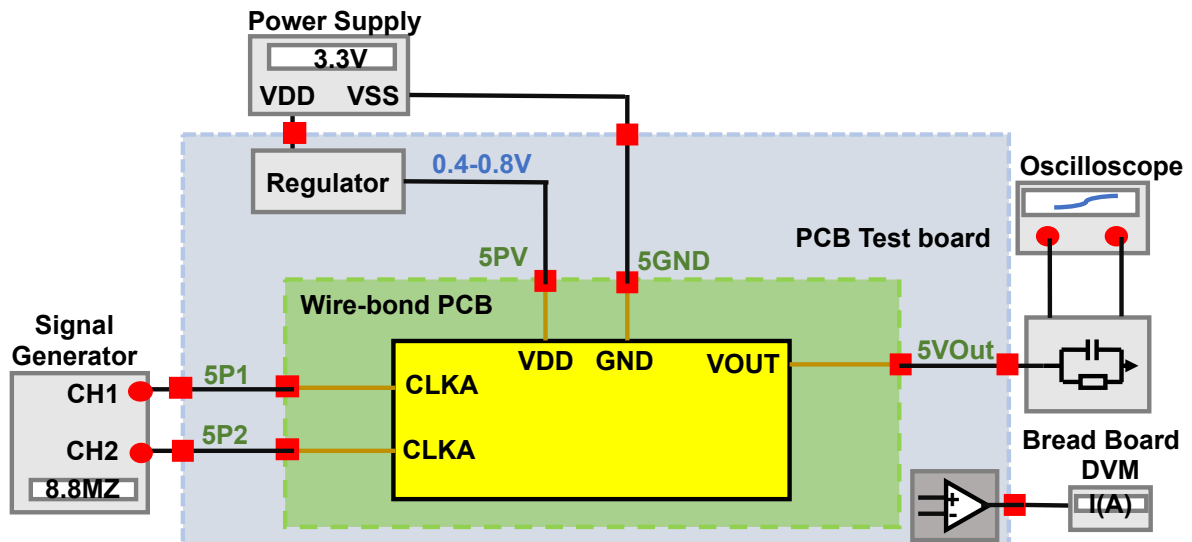 Power Supply
3.3V
VDD VSS
Regulator
0.4-0.8V
Oscilloscope
PCB Test board
5PV
5GND
Wire-bond PCB
Signal
Generator
CH1
5P1
CLKA
VDD GND VOUT
5VOut
CH2
5P2
CLKA
8.8MZ
Bread Board
DVM
I(A)
+
-